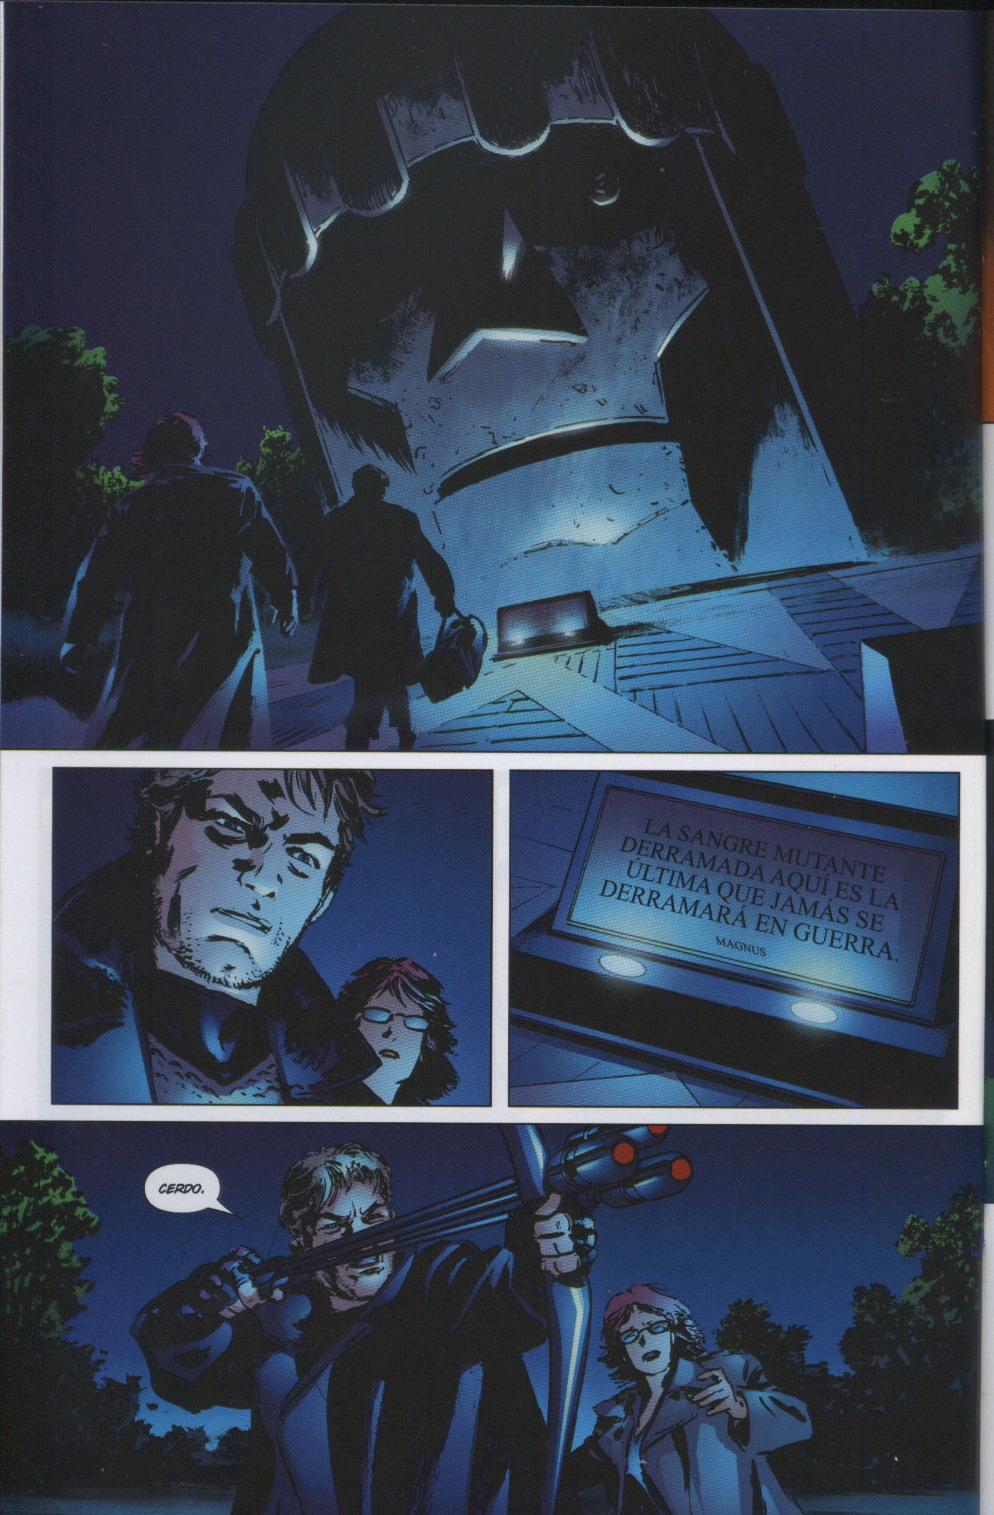 LA SANGRE MUTANTE
DERRAMADA AQUÍ ES LA
ÚLTIMA QUE JAMÁS SE
DERRAMARÁ EN GUERRA.
MAGNUS
CERDO.